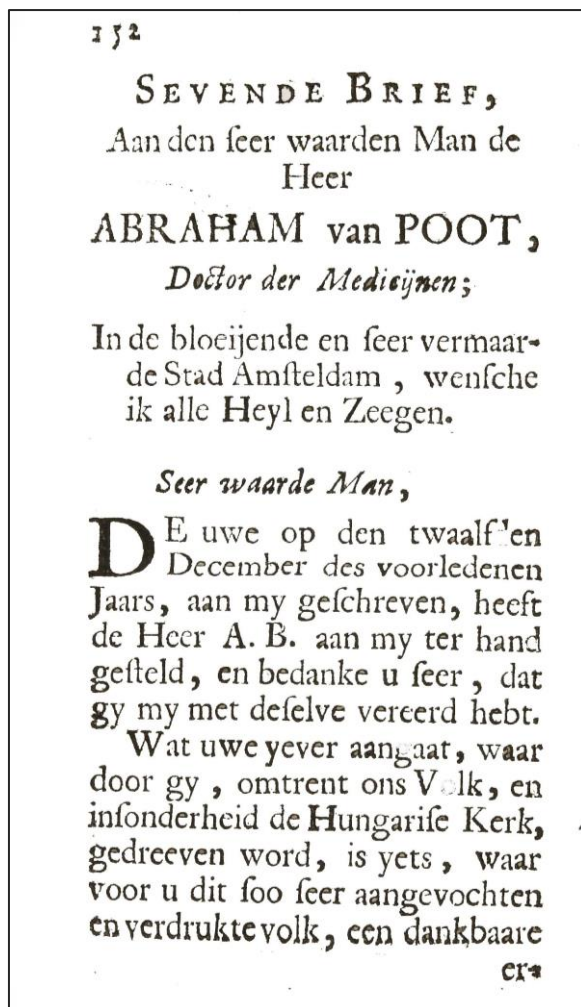 152
SEVENDE BRIEF,
Aan den ſeer waarden Man de
Heer
ABRAHAM van POOT,
Doctor der Medicijnen;
In de bloeijende en ſeer vermaar-
de Stad Amſteldam , wenſche
ik alle Heyl en Zeegen.
Seer waarde Man,
DE uwe op den twaalf'en
December des voorledenen
Jaars, aan my geſchreven, heeft
de Heer A. B. aan my ter hand
geſteld, en bedanke u ſeer , dat
gy my met deſelve vereerd hebt.
Wat uwe yever aangaat, waar
door gy , omtrent ons Volk, en
inſonderheid de Hungariſe Kerk,
gedreeven word, is yets , waar
voor u dit ſoo ſeer aangevochten
en verdrukte volk, een dankbaare
er-